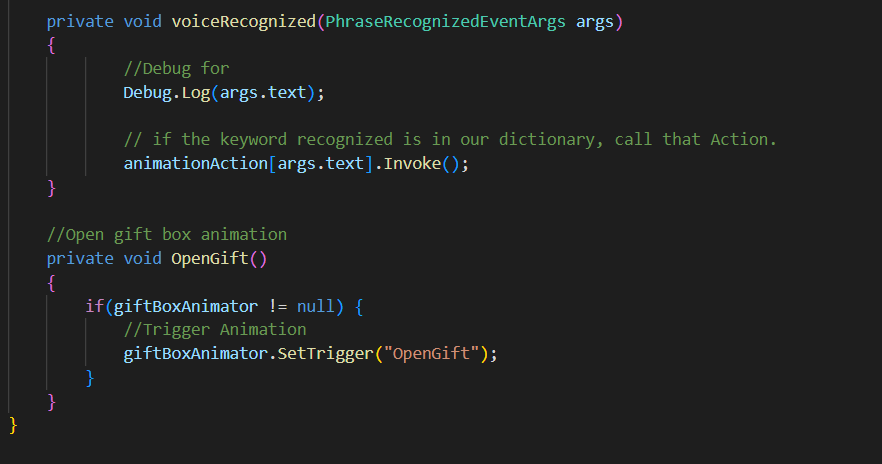 private void voiceRecognized(PhraseRecognizedEventArgs args)
{
//Debug for
Debug.Log(args.text);
// if the keyword recognized is in our dictionary, call that Action.
animationAction[args.text].Invoke();
}
//Open gift box animation
private void OpenGift()
{
if(giftBoxAnimator != null) {
//Trigger Animation
giftBoxAnimator.SetTrigger("OpenGift");
}
}
}